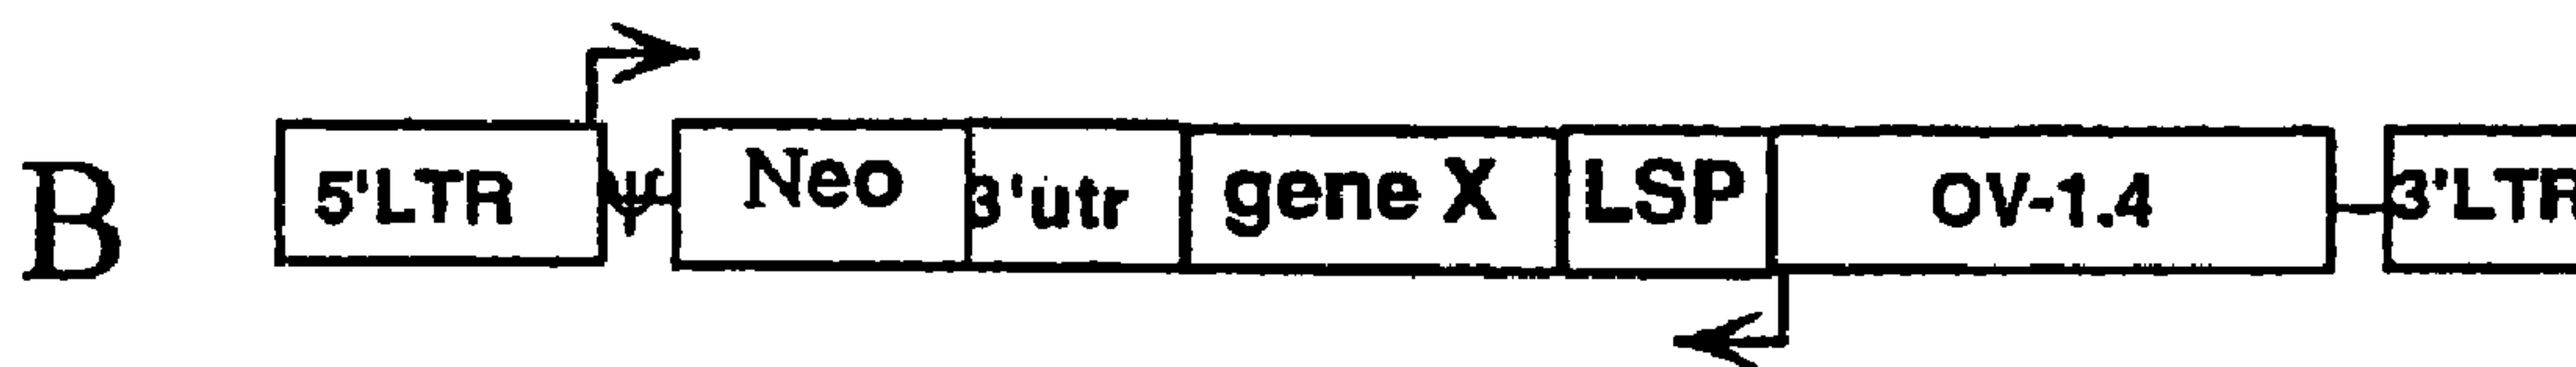 B 5'LTR ψ Neo 3'utr gene X LSP OV-1.4 3'LTR